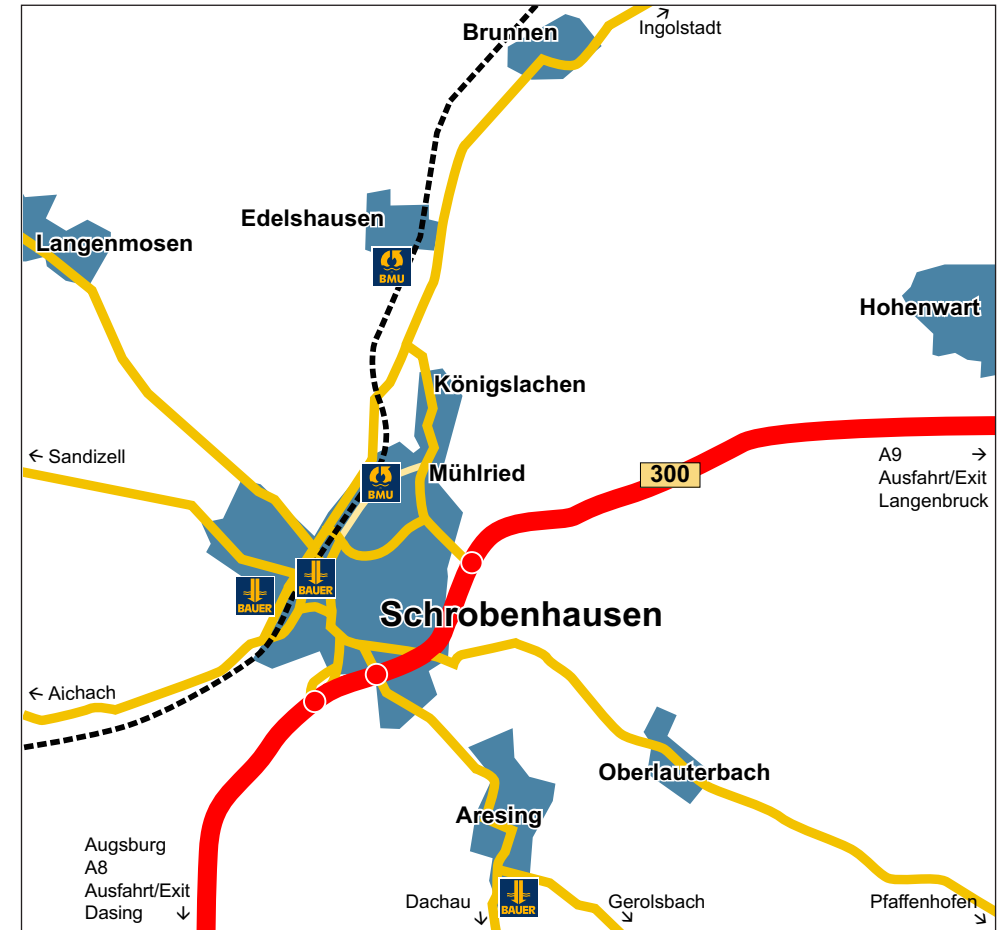 Brunnen
Ingolstadt
Edelshausen
Langenmosen
BMU
Hohenwart
Königslachen
Sandizell
Mühlried
BMU
300
A9
Ausfahrt/Exit
Langenbruck
BAUER
BAUER
Schrobenhausen
Aichach
Oberlauterbach
Aresing
Augsburg
A8
Ausfahrt/Exit
Dasing
Dachau
BAUER
Gerolsbach
Pfaffenhofen